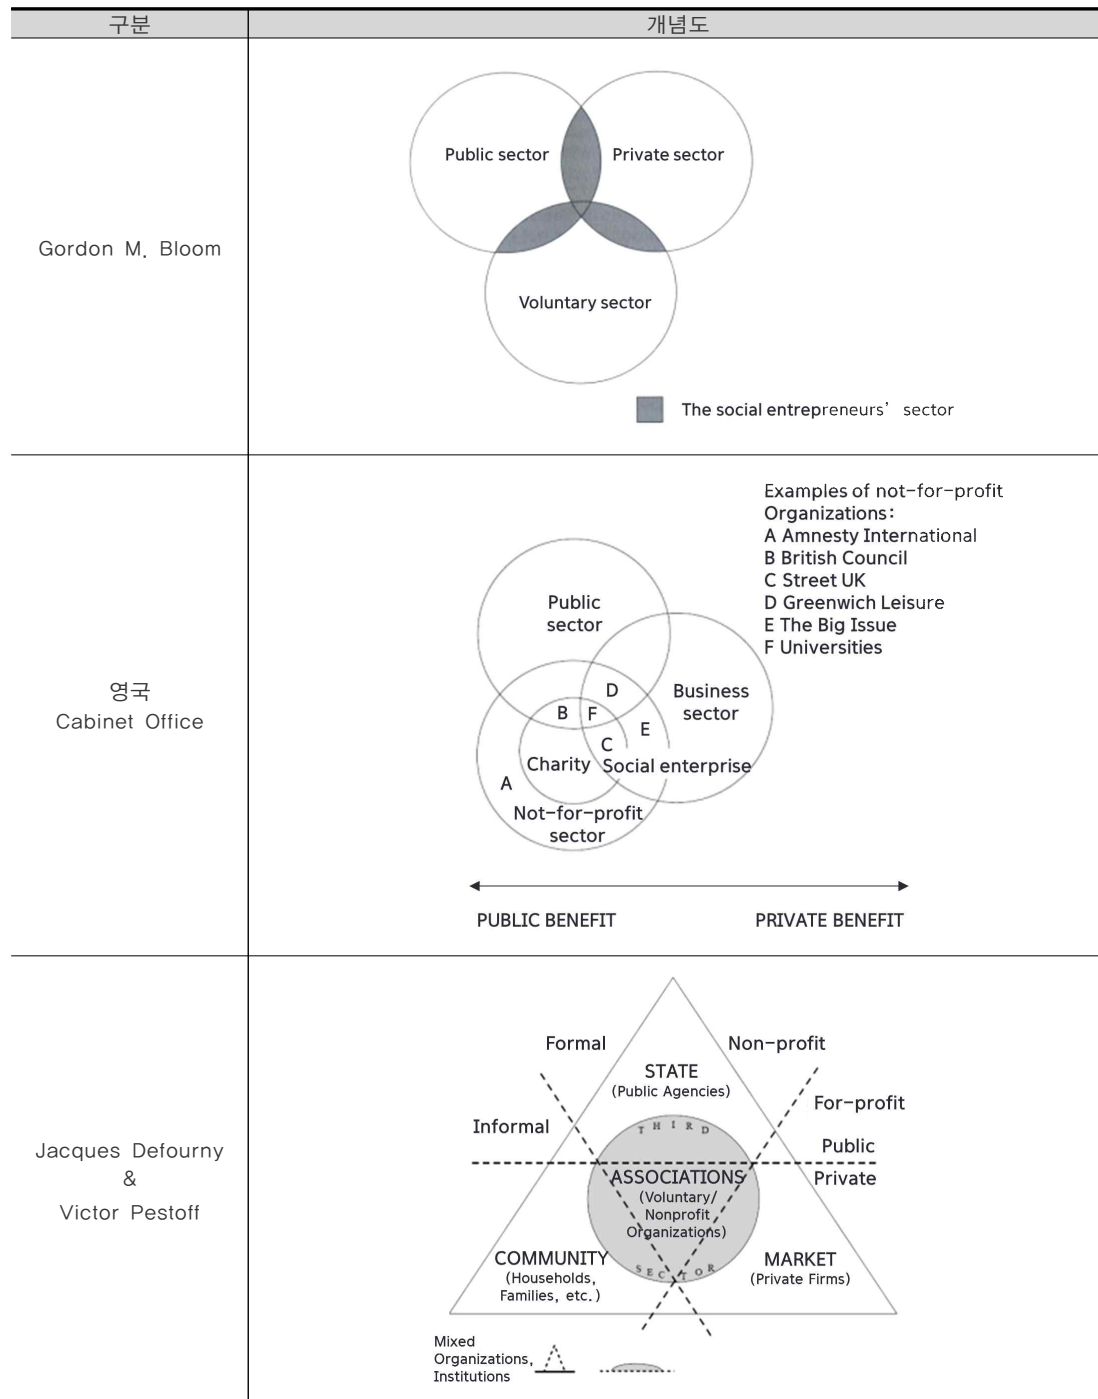 구분
개념도
Gordon M. Bloom
Public sector
Private sector
Voluntary sector
The social entrepreneurs' sector
영국
Cabinet Office
Examples of not-for-profit
Organizations:
A Amnesty International
B British Council
C Street UK
D Greenwich Leisure
E The Big Issue
F Universities
Public
sector
D
Business
sector
B
F
E
C
Charity
Social enterprise
A
Not-for-profit
sector
PUBLIC BENEFIT
PRIVATE BENEFIT
Jacques Defourny
&
Victor Pestoff
Formal
Non-profit
STATE
(Public Agencies)
For-profit
Informal
THIRD
Public
ASSOCIATIONS
Private
(Voluntary/
Nonprofit
Organizations)
COMMUNITY
(Households,
Families, etc.)
SECTOR
MARKET
(Private Firms)
Mixed
Organizations,
Institutions